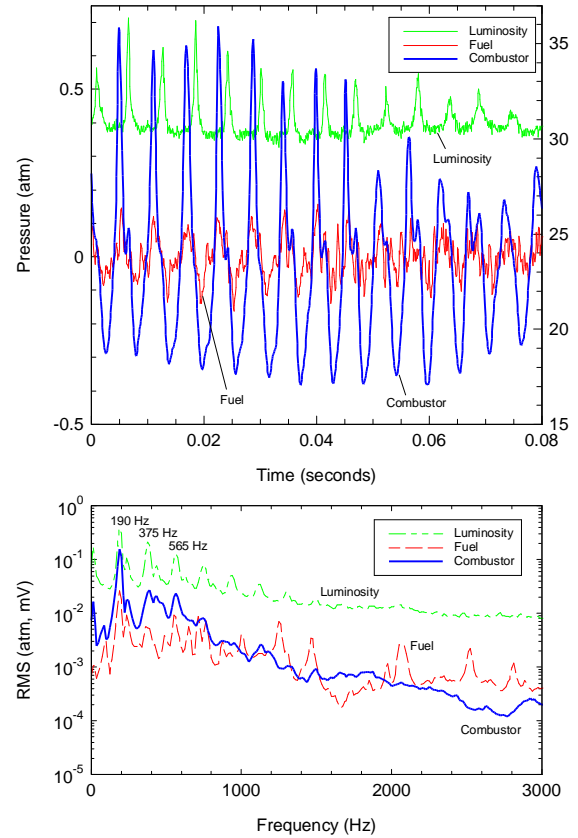 Luminosity
Fuel
Combustor
0.5
0
-0.5
Pressure (atm)
35
30
25
20
15
Luminosity
Fuel
Combustor
0
0.02
0.04
0.06
0.08
Time (seconds)
10^0
10^-1
10^-2
10^-3
10^-4
10^-5
RMS (atm, mV)
190 Hz
375 Hz
565 Hz
Luminosity
Fuel
Combustor
Luminosity
Fuel
Combustor
0
1000
2000
3000
Frequency (Hz)